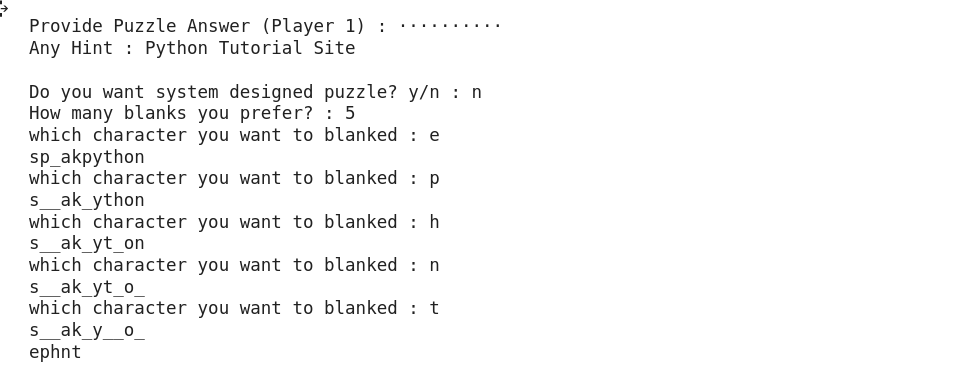 Provide Puzzle Answer (Player 1) : ··········
Any Hint : Python Tutorial Site
Do you want system designed puzzle? y/n : n
How many blanks you prefer? : 5
which character you want to blanked : e
sp_akpython
which character you want to blanked : p
s__ak_ython
which character you want to blanked : h
s__ak_yt_on
which character you want to blanked : n
s__ak_yt_o_
which character you want to blanked : t
s__ak_y__o_
ephnt